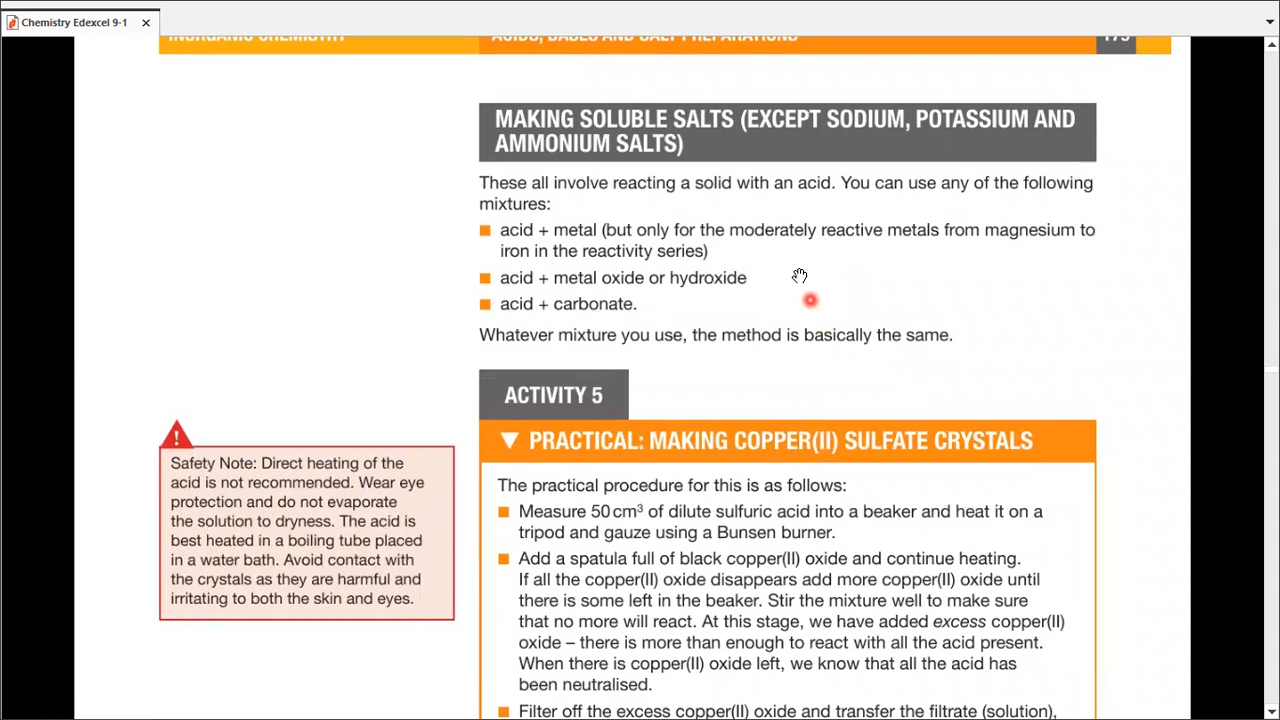 Chemistry Edexcel 9-1
INORGANIC CHEMISTRY
ACIDS, BASES AND SALT PREPARATIONS
MAKING SOLUBLE SALTS (EXCEPT SODIUM, POTASSIUM AND
AMMONIUM SALTS)
These all involve reacting a solid with an acid. You can use any of the following
mixtures:
acid + metal (but only for the moderately reactive metals from magnesium to
iron in the reactivity series)
acid + metal oxide or hydroxide
acid + carbonate.
Whatever mixture you use, the method is basically the same.
ACTIVITY 5
PRACTICAL: MAKING COPPER(II) SULFATE CRYSTALS
Safety Note: Direct heating of the
acid is not recommended. Wear eye
protection and do not evaporate
the solution to dryness. The acid is
best heated in a boiling tube placed
in a water bath. Avoid contact with
the crystals as they are harmful and
irritating to both the skin and eyes.
The practical procedure for this is as follows:
Measure 50 cm³ of dilute sulfuric acid into a beaker and heat it on a
tripod and gauze using a Bunsen burner.
Add a spatula full of black copper(II) oxide and continue heating.
If all the copper(II) oxide disappears add more copper(II) oxide until
there is some left in the beaker. Stir the mixture well to make sure
that no more will react. At this stage, we have added excess copper(II)
oxide – there is more than enough to react with all the acid present.
When there is copper(II) oxide left, we know that all the acid has
been neutralised.
Filter off the excess copper(II) oxide and transfer the filtrate (solution),